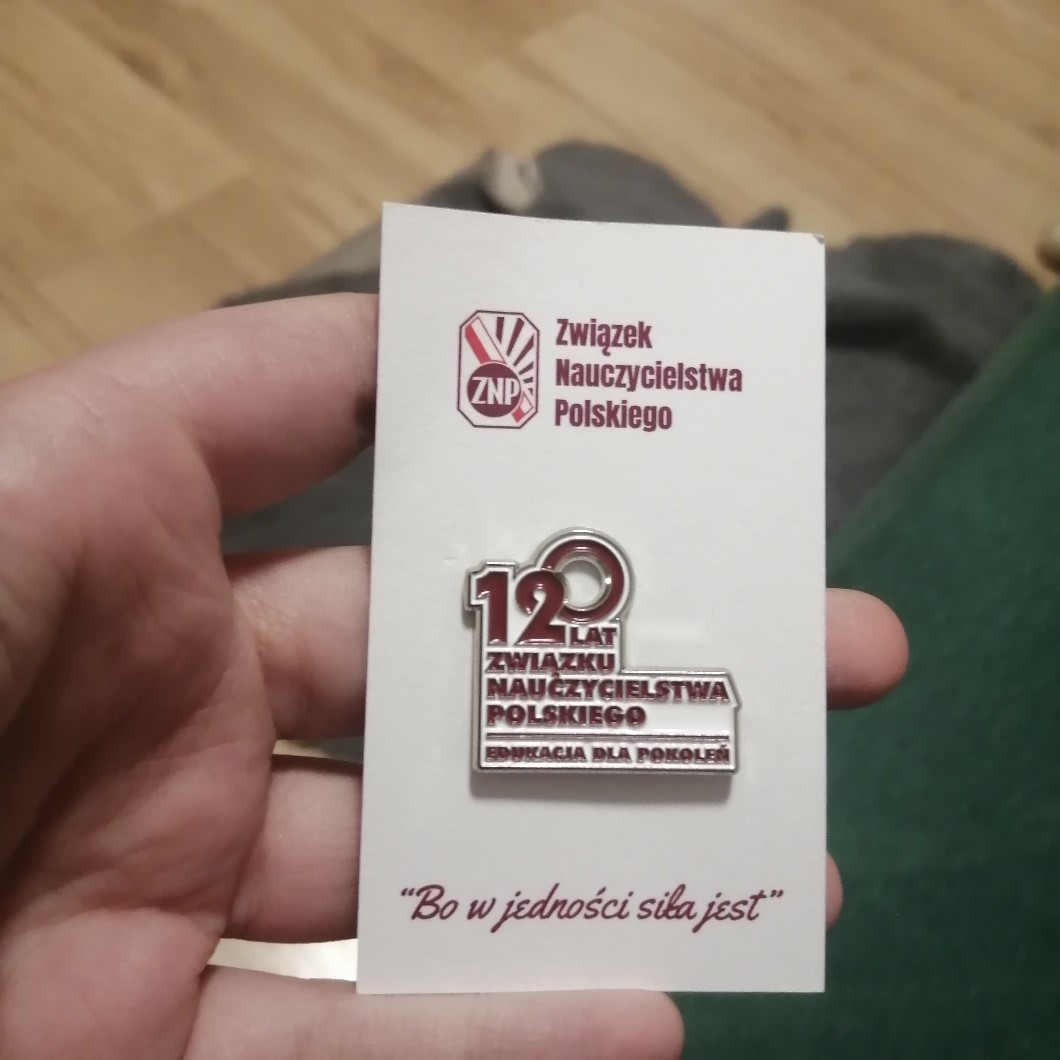 ZNP
Związek
Nauczycielstwa
Polskiego
120
LAT
ZWIĄZKU
NAUCZYCIELSTWA
POLSKIEGO
EDUKACJA DLA POKOLEŃ
“Bo w jedności siła jest”